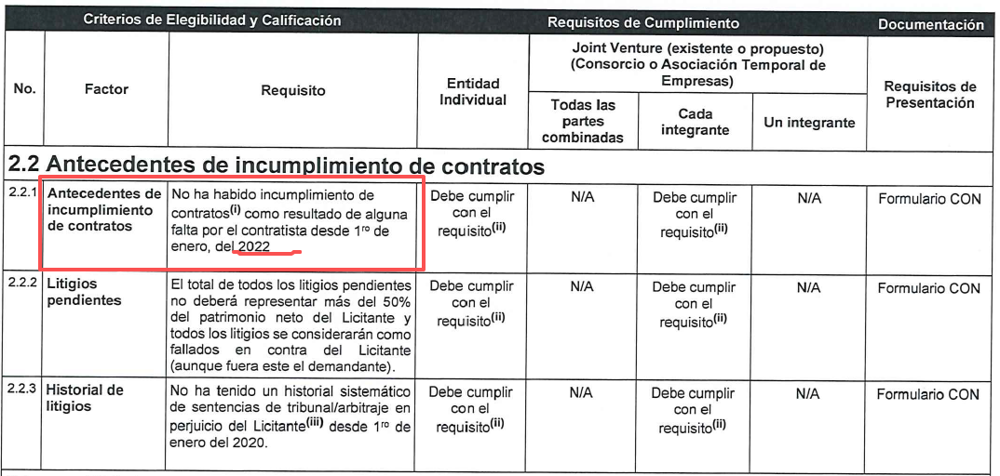 Criterios de Elegibilidad y Calificación
Requisitos de Cumplimiento
Documentación
No.
Factor
Requisito
Entidad
Individual
Joint Venture (existente o propuesto)
(Consorcio o Asociación Temporal de
Empresas)
Todas las
partes
combinadas
Cada
integrante
Un integrante
Requisitos de
Presentación
2.2 Antecedentes de incumplimiento de contratos
2.2.1
Antecedentes de
incumplimiento
de contratos
No ha habido incumplimiento de
contratos(i) como resultado de alguna
falta por el contratista desde 1ro de
enero, del 2022
Debe cumplir
con el
requisito(ii)
N/A
Debe cumplir
con el
requisito(ii)
N/A
Formulario CON
2.2.2
Litigios
pendientes
El total de todos los litigios pendientes
no deberá representar más del 50%
del patrimonio neto del Licitante y
todos los litigios se considerarán como
fallados en contra del Licitante
(aunque fuera este el demandante).
Debe cumplir
con el
requisito(ii)
N/A
Debe cumplir
con el
requisito(ii)
N/A
Formulario CON
2.2.3
Historial de
litigios
No ha tenido un historial sistemático
de sentencias de tribunal/arbitraje en
perjuicio del Licitante(iii) desde 1ro de
enero del 2020.
Debe cumplir
con el
requisito(ii)
N/A
Debe cumplir
con el
requisito(ii)
N/A
Formulario CON